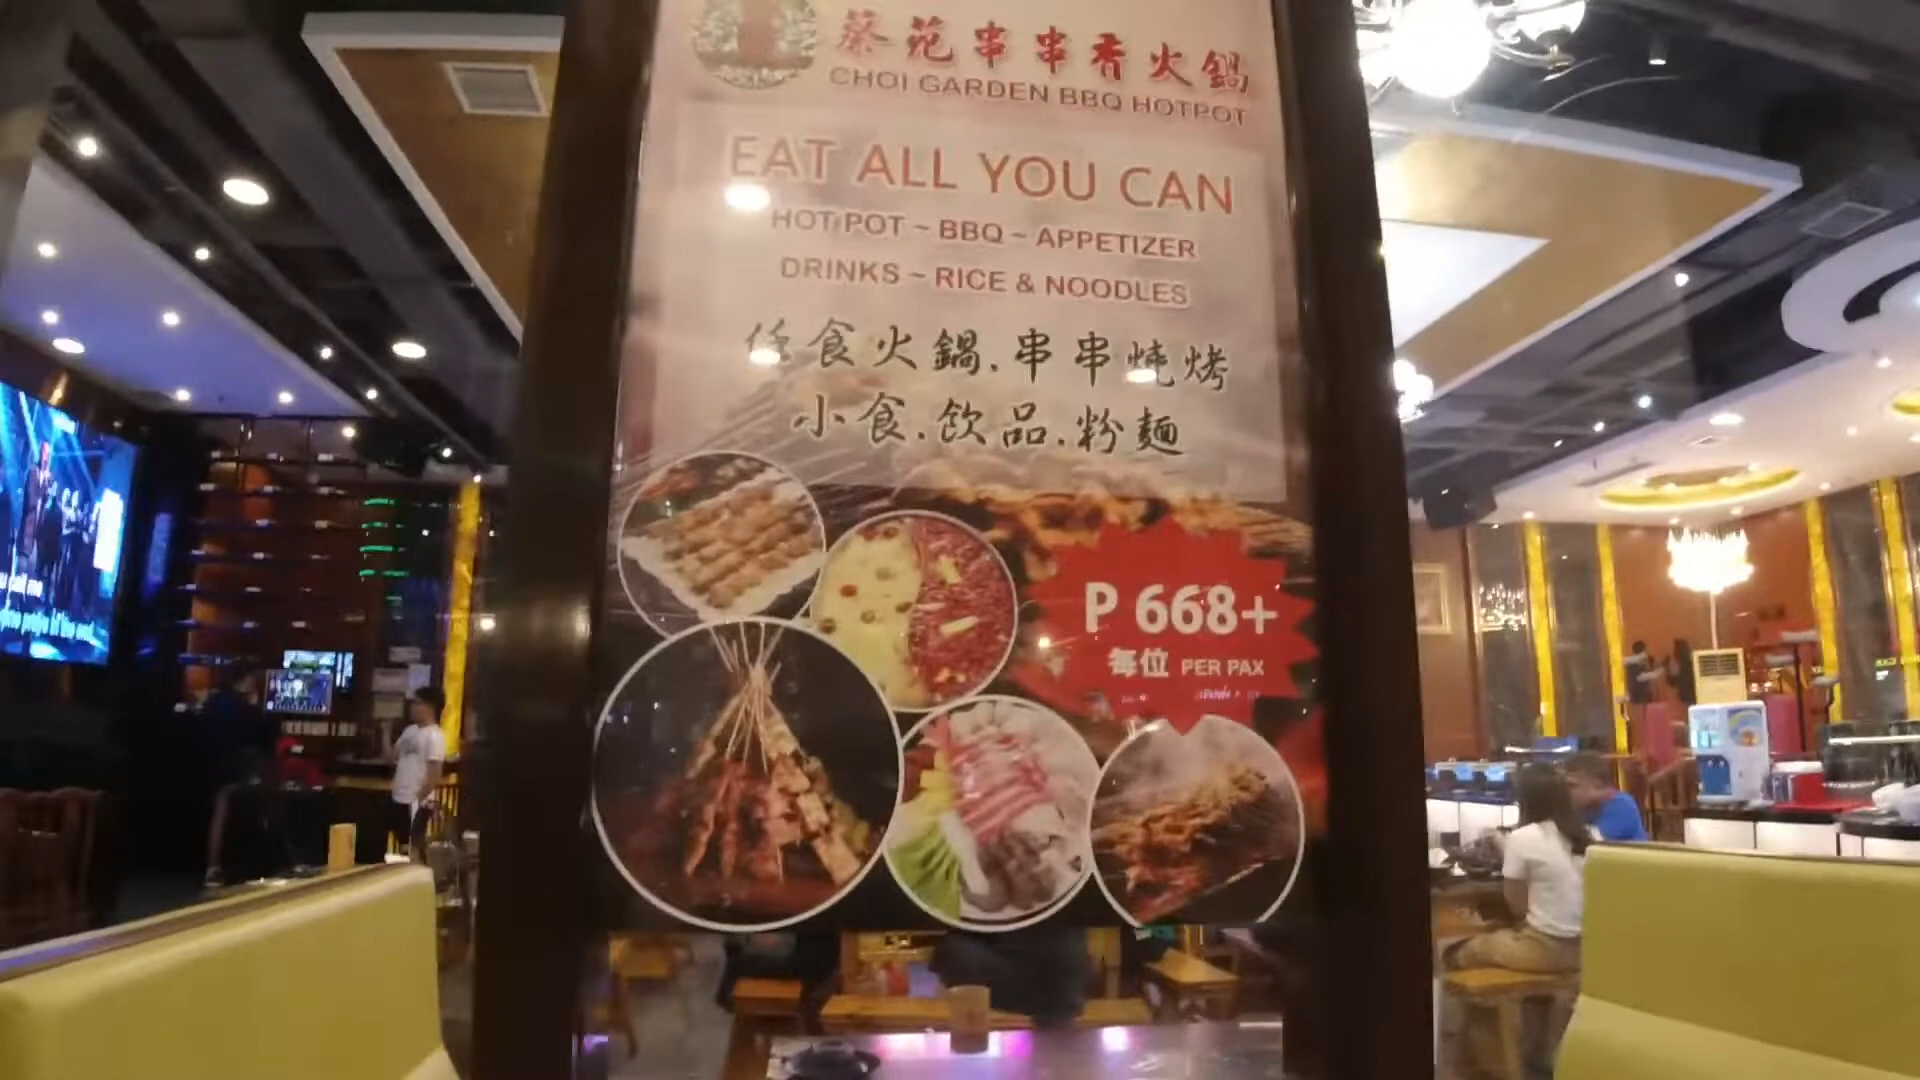 蔡苑串串香火鍋
CHOI GARDEN BBQ HOTPOT
EAT ALL YOU CAN
HOT POT ~ BBQ ~ APPETIZER
DRINKS ~ RICE & NOODLES
任食火鍋.串串燒烤
小食.飲品.粉麵
P 668+
每位 PER PAX
call me